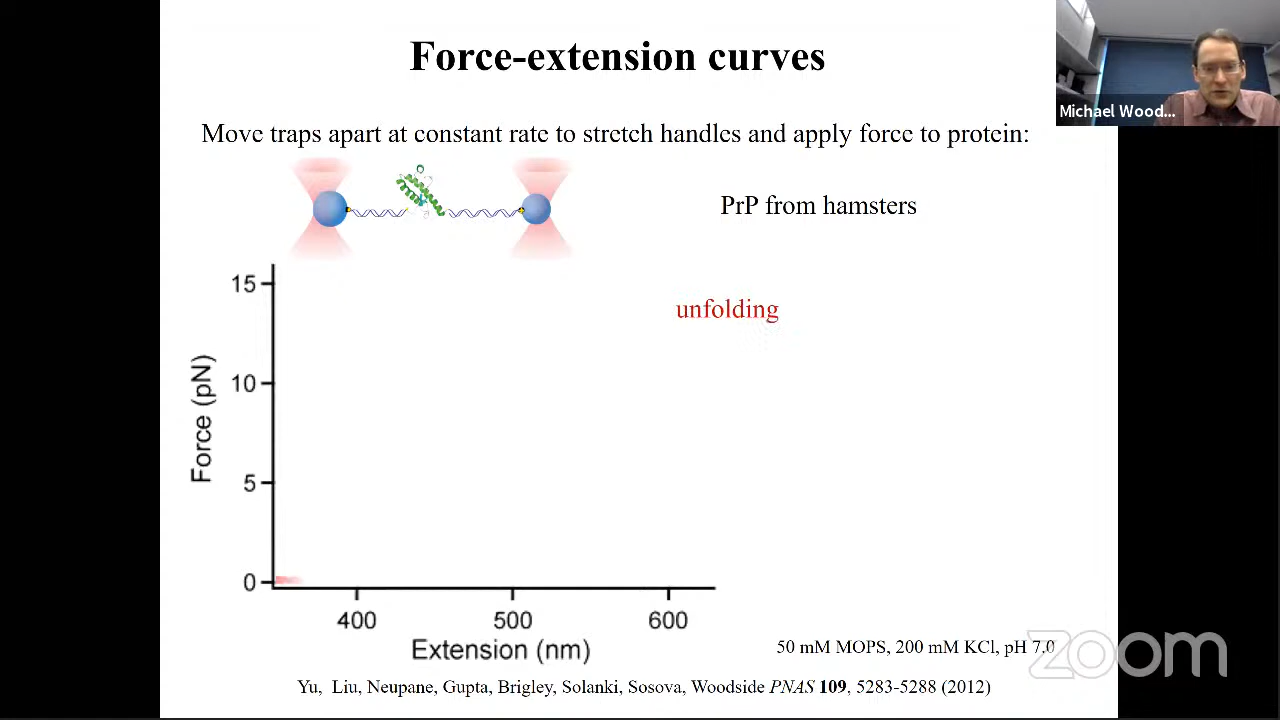 Force-extension curves
Michael Wood...
Move traps apart at constant rate to stretch handles and apply force to protein:
PrP from hamsters
unfolding
15
10
5
0
Force (pN)
400
500
600
Extension (nm)
50 mM MOPS, 200 mM KCl, pH 7.0
zoom
Yu, Liu, Neupane, Gupta, Brigley, Solanki, Sosova, Woodside PNAS 109, 5283-5288 (2012)